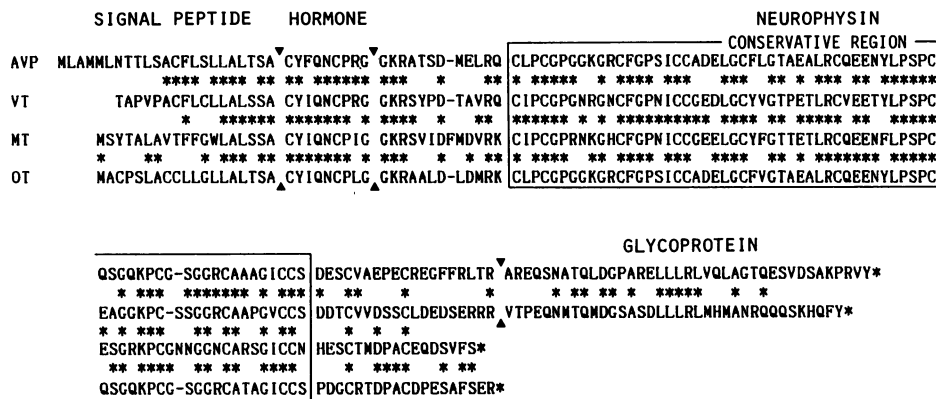 SIGNAL PEPTIDE HORMONE NEUROPHYSIN
CONSERVATIVE REGION
AVP MLAMMLNTTLSACFLSLLALTSA CYFQNCPRG GKRATSD-MELRQ CLPCGPGGKGRCFGPSICCADELGCFLGTAEALRCQEENYLPSPC
**** ******** ** ****** **** * * * **** * ****** **** ** * *** *****
VT TAPVPACFLCLLALSSA CYIQNCPRG GKRSYPD-TAVRQ CIPCGPGNRGNCFGPNICCGEDLGCYVGTPETLRCVEETYLPSPC
* ****** ******* * **** * ** ****** * ******* **** * **** *** *****
MT MSYTALAVTFFGWLALSSA CYIQNCPIG GKRSVIDFMDVRK CIPCGPRNKGHCFGPNICCGEELGCYFGTTETLRCQEENFLPSPC
* ** * *** * ******* * *** * * ** * **** ** **** *** **** ** * ****** *****
OT MACPSLACCLLGLLALTSA CYIQNCPLG GKRAALD-LDMRK CLPCGPGGKGRCFGPSICCADELGCFVGTAEALRCQEENYLPSPC
GLYCOPROTEIN
QSGQKPCG-SGGRCAAAGICCS DESCVAEPECREGFFRLTR AREQSNATQLDGPARELLLRLVQLAGTQESVDSAKPRVY*
* *** ******* * *** * ** * * * ** ** * ***** * *
EAGGKPC-SSGGRCAAPGVCCS DDTCVVDSSCLDEDSERRR VTPEQNMTQMDGSASDLLLRLMHMANRQQQSKHQFY*
* * *** ** ** * ** * * *
ESGRKPCGNNGGNCARSGICCN HESCTMDPACEQDSVFS*
** **** ** ** ***** * **** * **
QSGQKPCG-SGGRCATAGICCS PDGCRTDPACDPESAFSER*